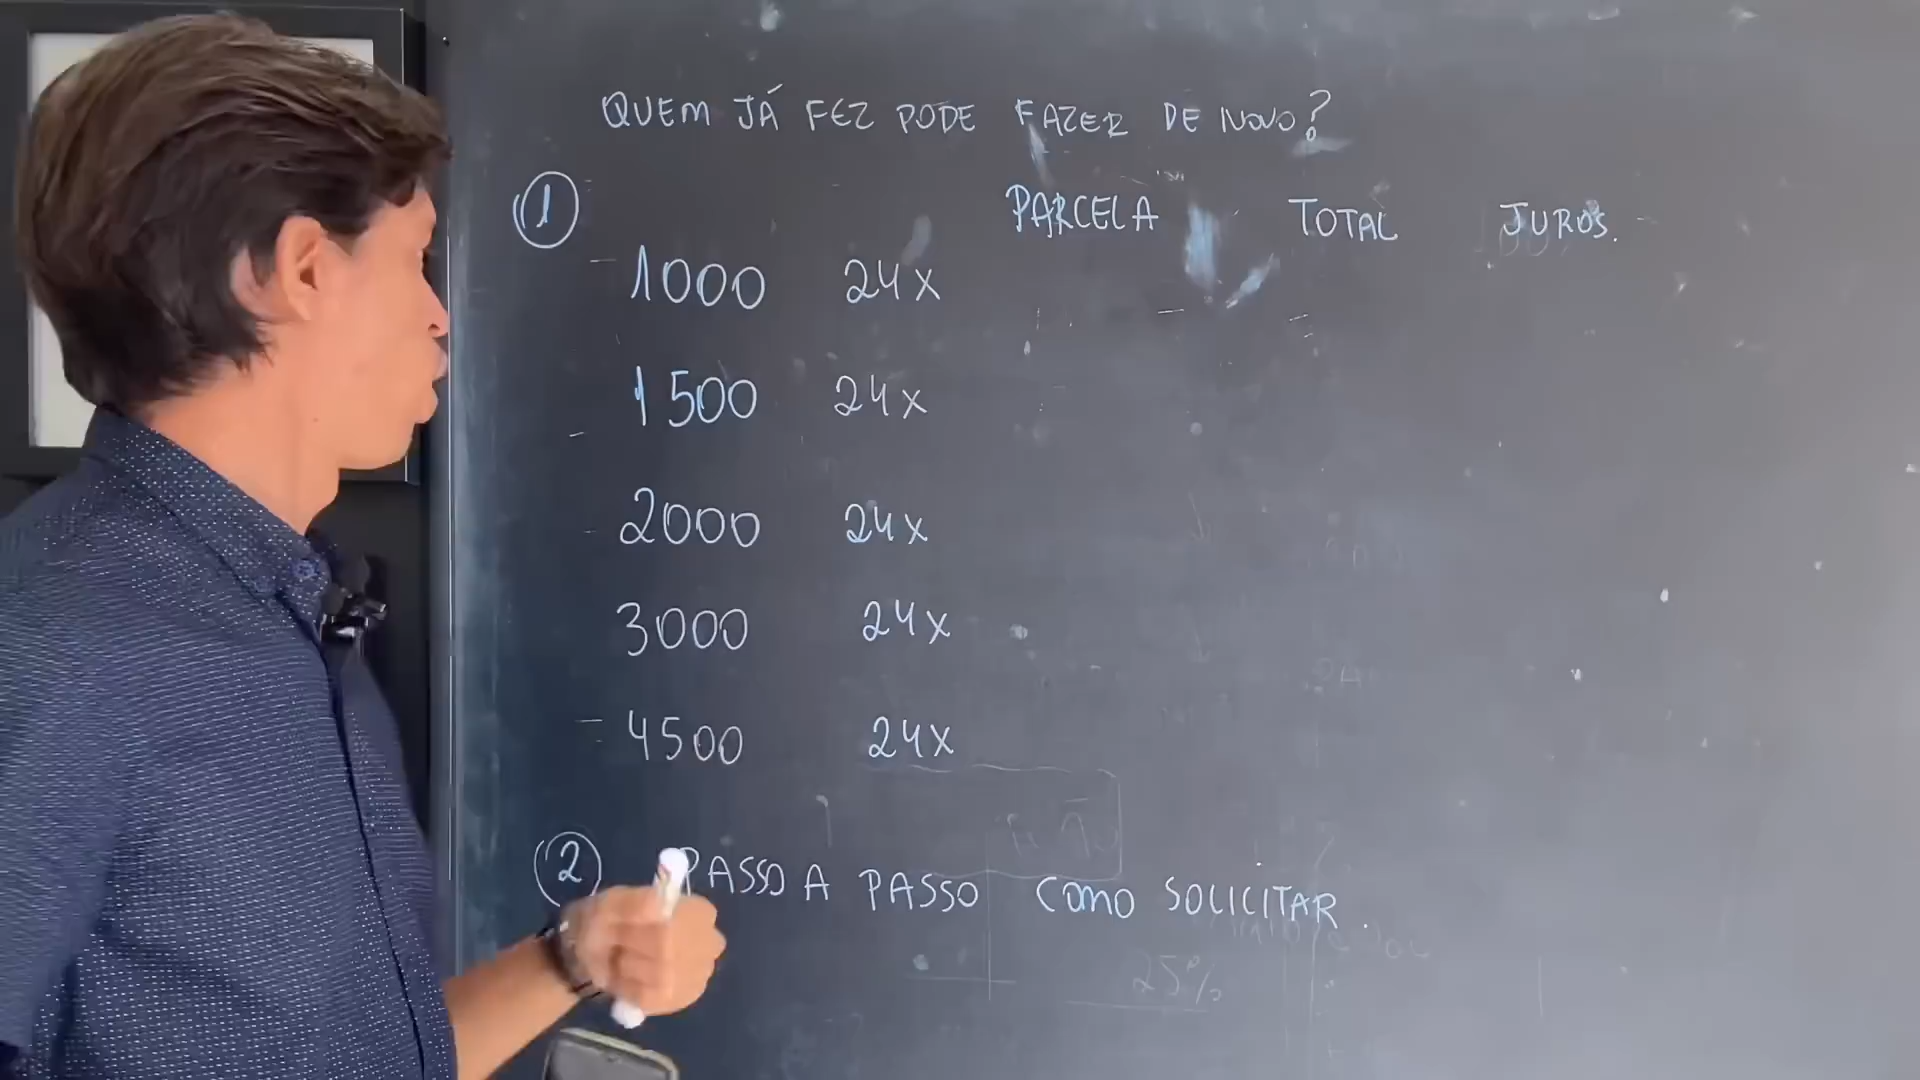 QUEM JÁ FEZ PODE FAZER DE NOVO?
1 PARCELA TOTAL JUROS.
1000 24x
1500 24x
2000 24x
3000 24x
4500 24x
2 PASSO A PASSO COMO SOLICITAR.
25%